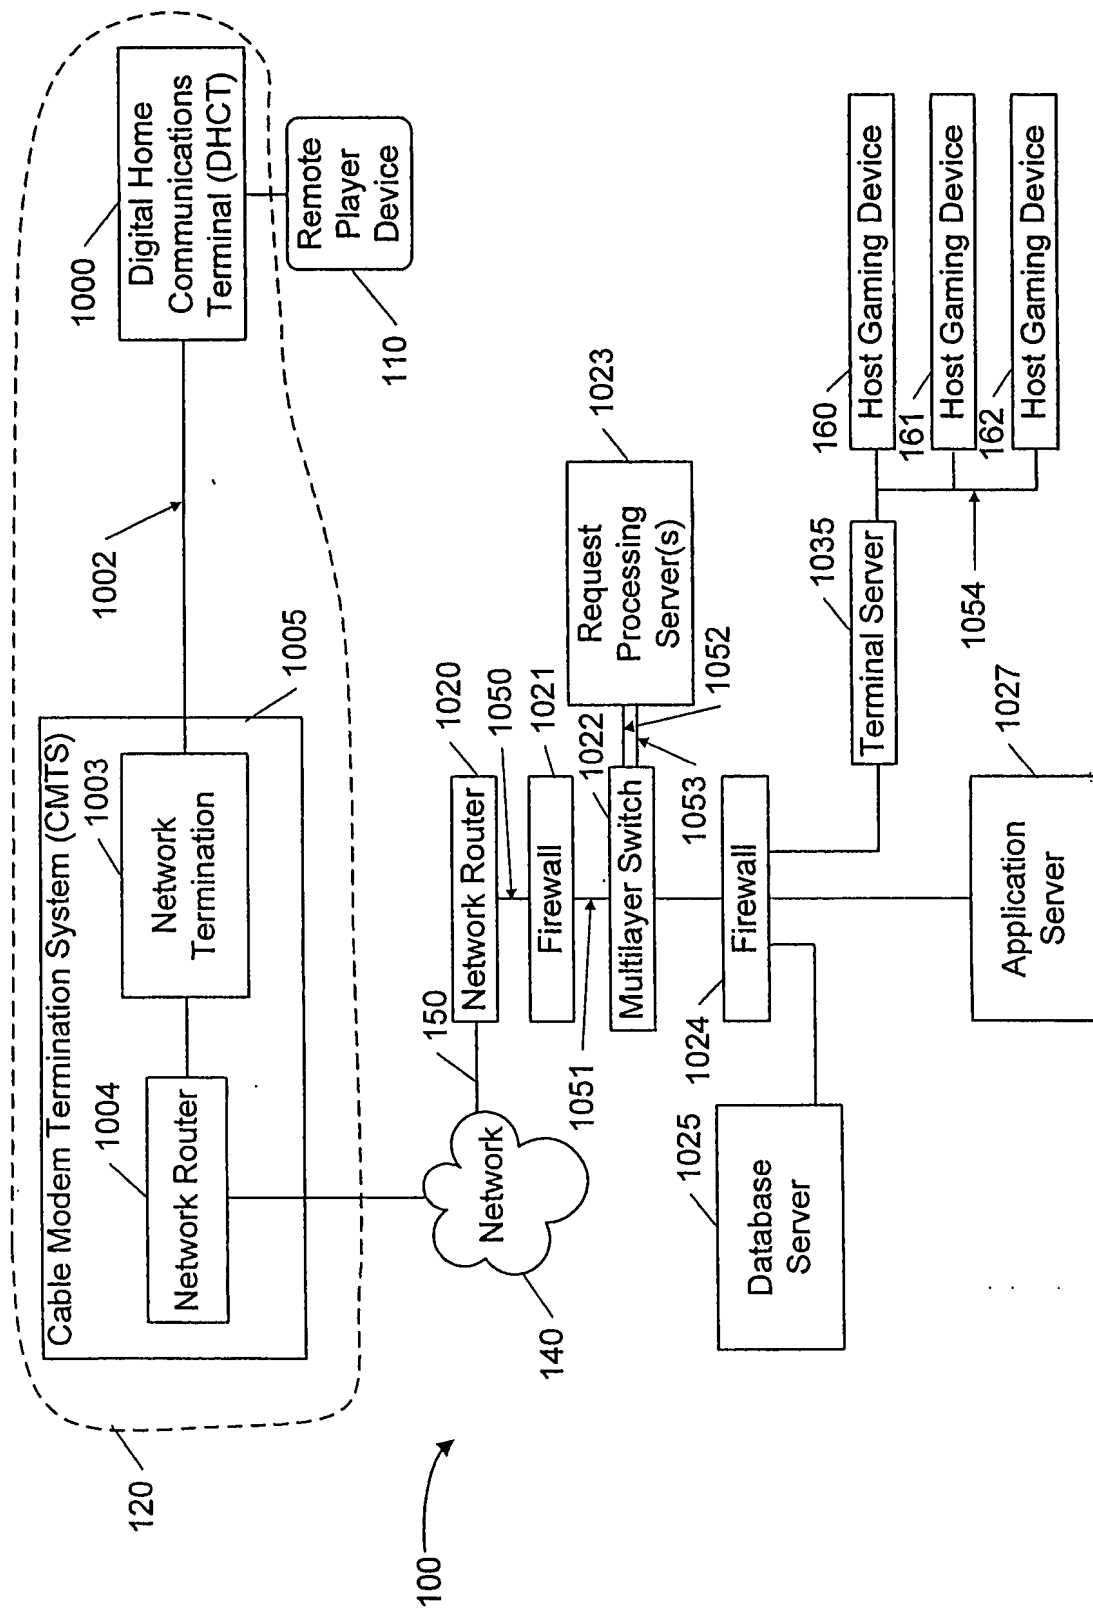 1000
Digital Home
Communications
Terminal (DHCT)
Remote
Player
Device
110
1002
Cable Modem Termination System (CMTS)
1005
1003
Network
Termination
1004
Network Router
120
140
Network
150
Network Router
1020
1050
Firewall
1021
1051
Multilayer Switch
1022
1052
1053
Request
Processing
Server(s)
1023
Firewall
1024
Database
Server
1025
Application
Server
1027
Terminal Server
1035
1054
160
Host Gaming Device
161
Host Gaming Device
162
Host Gaming Device
100